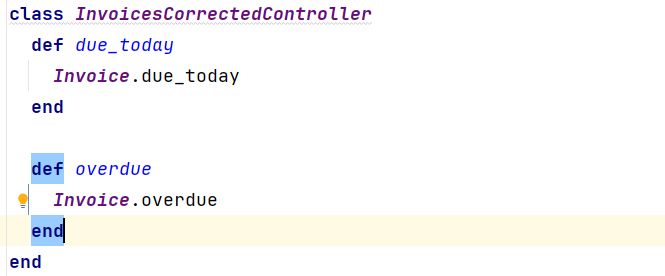 class InvoicesCorrectedController
  def due_today
    Invoice.due_today
  end

  def overdue
    Invoice.overdue
  end
end